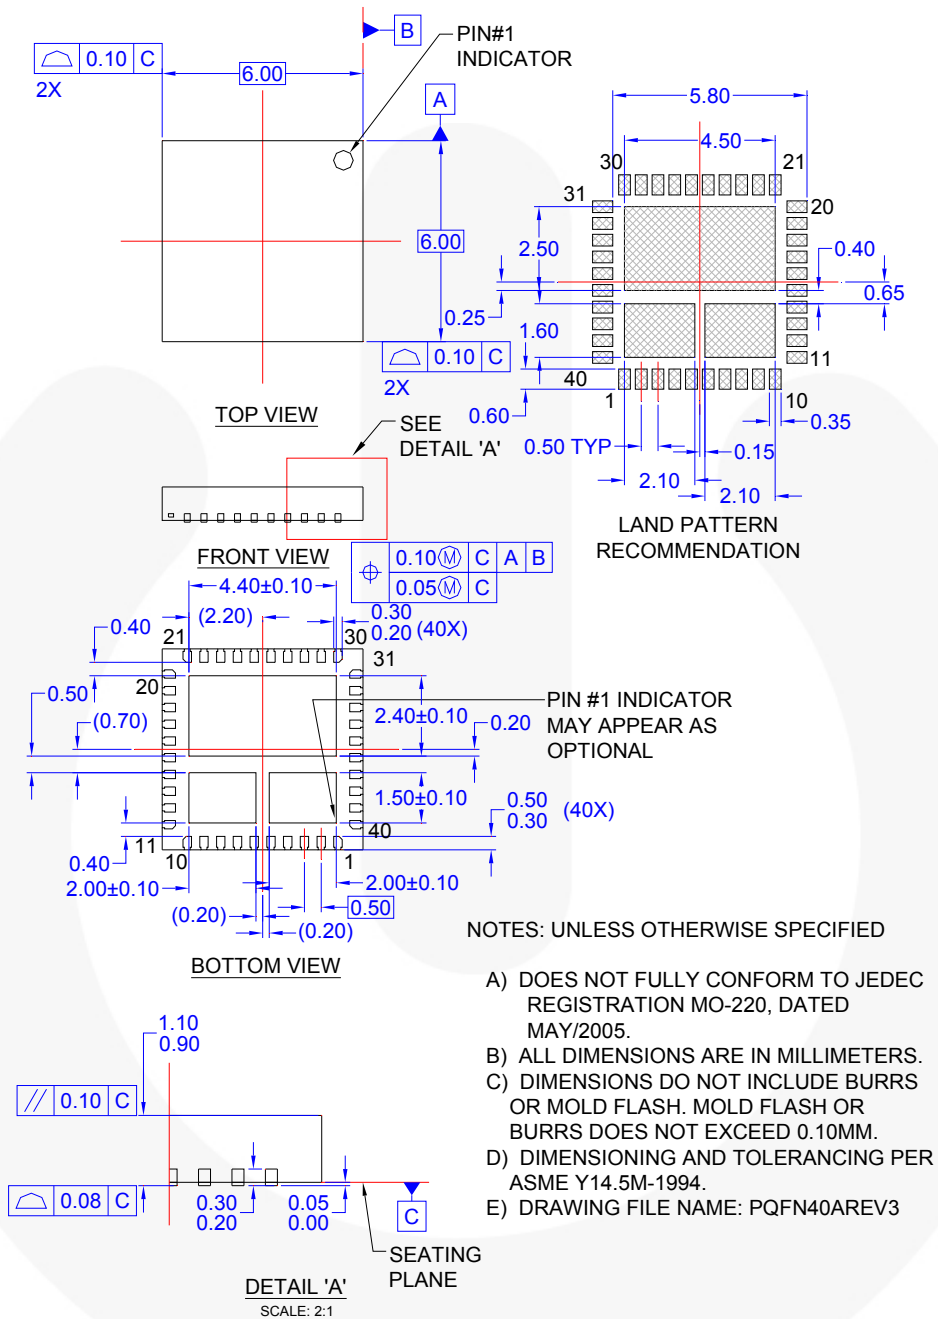 B
PIN#1
INDICATOR
0.10 C
2X
6.00
A
6.00
0.10 C
2X
TOP VIEW
5.80
4.50
30
21
31
20
2.50
0.40
0.65
0.25
1.60
40
11
1
10
0.60
0.35
0.50 TYP
0.15
2.10
2.10
LAND PATTERN
RECOMMENDATION
SEE
DETAIL 'A'
FRONT VIEW
0.10Ⓜ C A B
0.05Ⓜ C
4.40±0.10
(2.20)
0.30
0.20 (40X)
0.40
21
30
31
20
0.50
(0.70)
2.40±0.10
0.20
PIN #1 INDICATOR
MAY APPEAR AS
OPTIONAL
1.50±0.10
0.50
0.30 (40X)
40
11
10
1
0.40
2.00±0.10
2.00±0.10
(0.20)
0.50
(0.20)
BOTTOM VIEW
NOTES: UNLESS OTHERWISE SPECIFIED
A) DOES NOT FULLY CONFORM TO JEDEC
REGISTRATION MO-220, DATED
MAY/2005.
B) ALL DIMENSIONS ARE IN MILLIMETERS.
C) DIMENSIONS DO NOT INCLUDE BURRS
OR MOLD FLASH. MOLD FLASH OR
BURRS DOES NOT EXCEED 0.10MM.
D) DIMENSIONING AND TOLERANCING PER
ASME Y14.5M-1994.
E) DRAWING FILE NAME: PQFN40AREV3
1.10
0.90
// 0.10 C
0.08 C
0.30
0.20
0.05
0.00
C
SEATING
PLANE
DETAIL 'A'
SCALE: 2:1